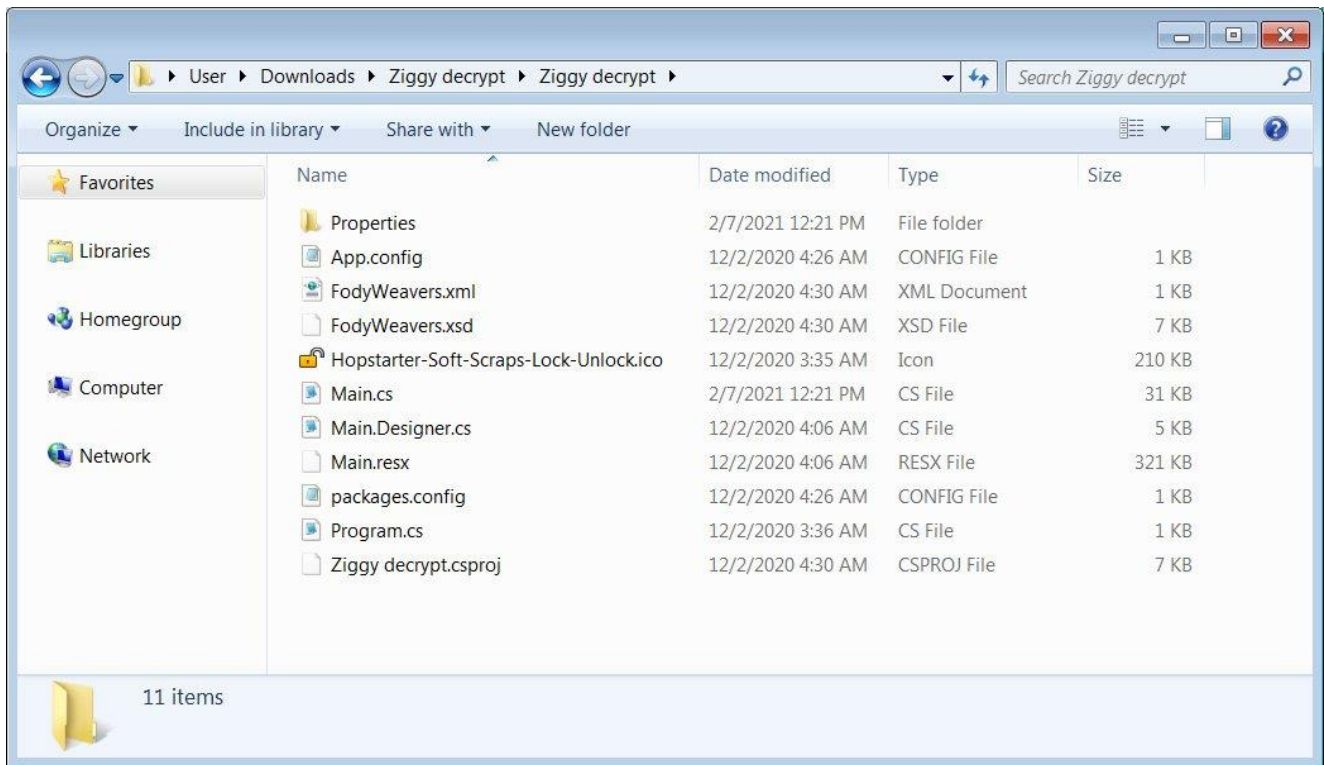 User Downloads Ziggy decrypt Ziggy decrypt Search Ziggy decrypt
Organize Include in library Share with New folder
Favorites
Libraries
Homegroup
Computer
Network
Name Date modified Type Size
Properties 2/7/2021 12:21 PM File folder
App.config 12/2/2020 4:26 AM CONFIG File 1 KB
FodyWeavers.xml 12/2/2020 4:30 AM XML Document 1 KB
FodyWeavers.xsd 12/2/2020 4:30 AM XSD File 7 KB
Hopstarter-Soft-Scraps-Lock-Unlock.ico 12/2/2020 3:35 AM Icon 210 KB
Main.cs 2/7/2021 12:21 PM CS File 31 KB
Main.Designer.cs 12/2/2020 4:06 AM CS File 5 KB
Main.resx 12/2/2020 4:06 AM RESX File 321 KB
packages.config 12/2/2020 4:26 AM CONFIG File 1 KB
Program.cs 12/2/2020 3:36 AM CS File 1 KB
Ziggy decrypt.csproj 12/2/2020 4:30 AM CSPROJ File 7 KB
11 items